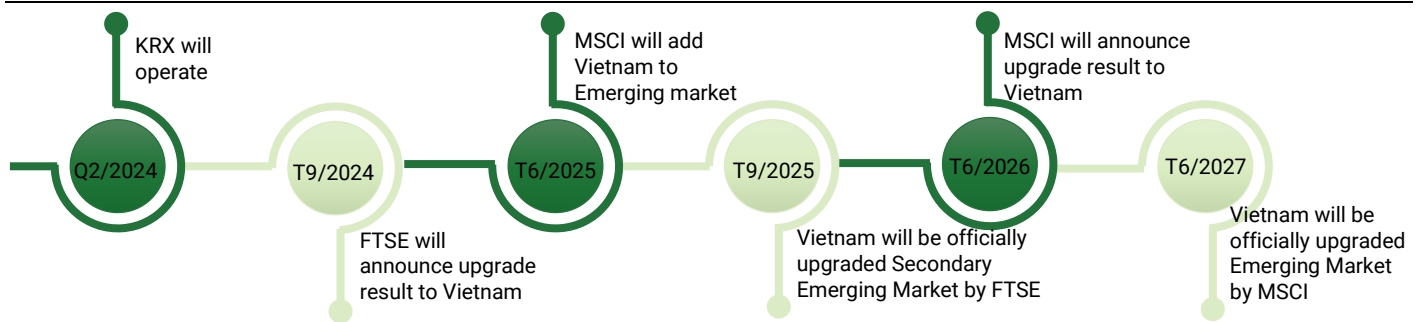 KRX will
operate
Q2/2024
T9/2024
FTSE will
announce upgrade
result to Vietnam
MSCI will add
Vietnam to
Emerging market
T6/2025
T9/2025
Vietnam will be officially
upgraded Secondary
Emerging Market by FTSE
MSCI will announce
upgrade result to
Vietnam
T6/2026
T6/2027
Vietnam will be
officially upgraded
Emerging Market
by MSCI